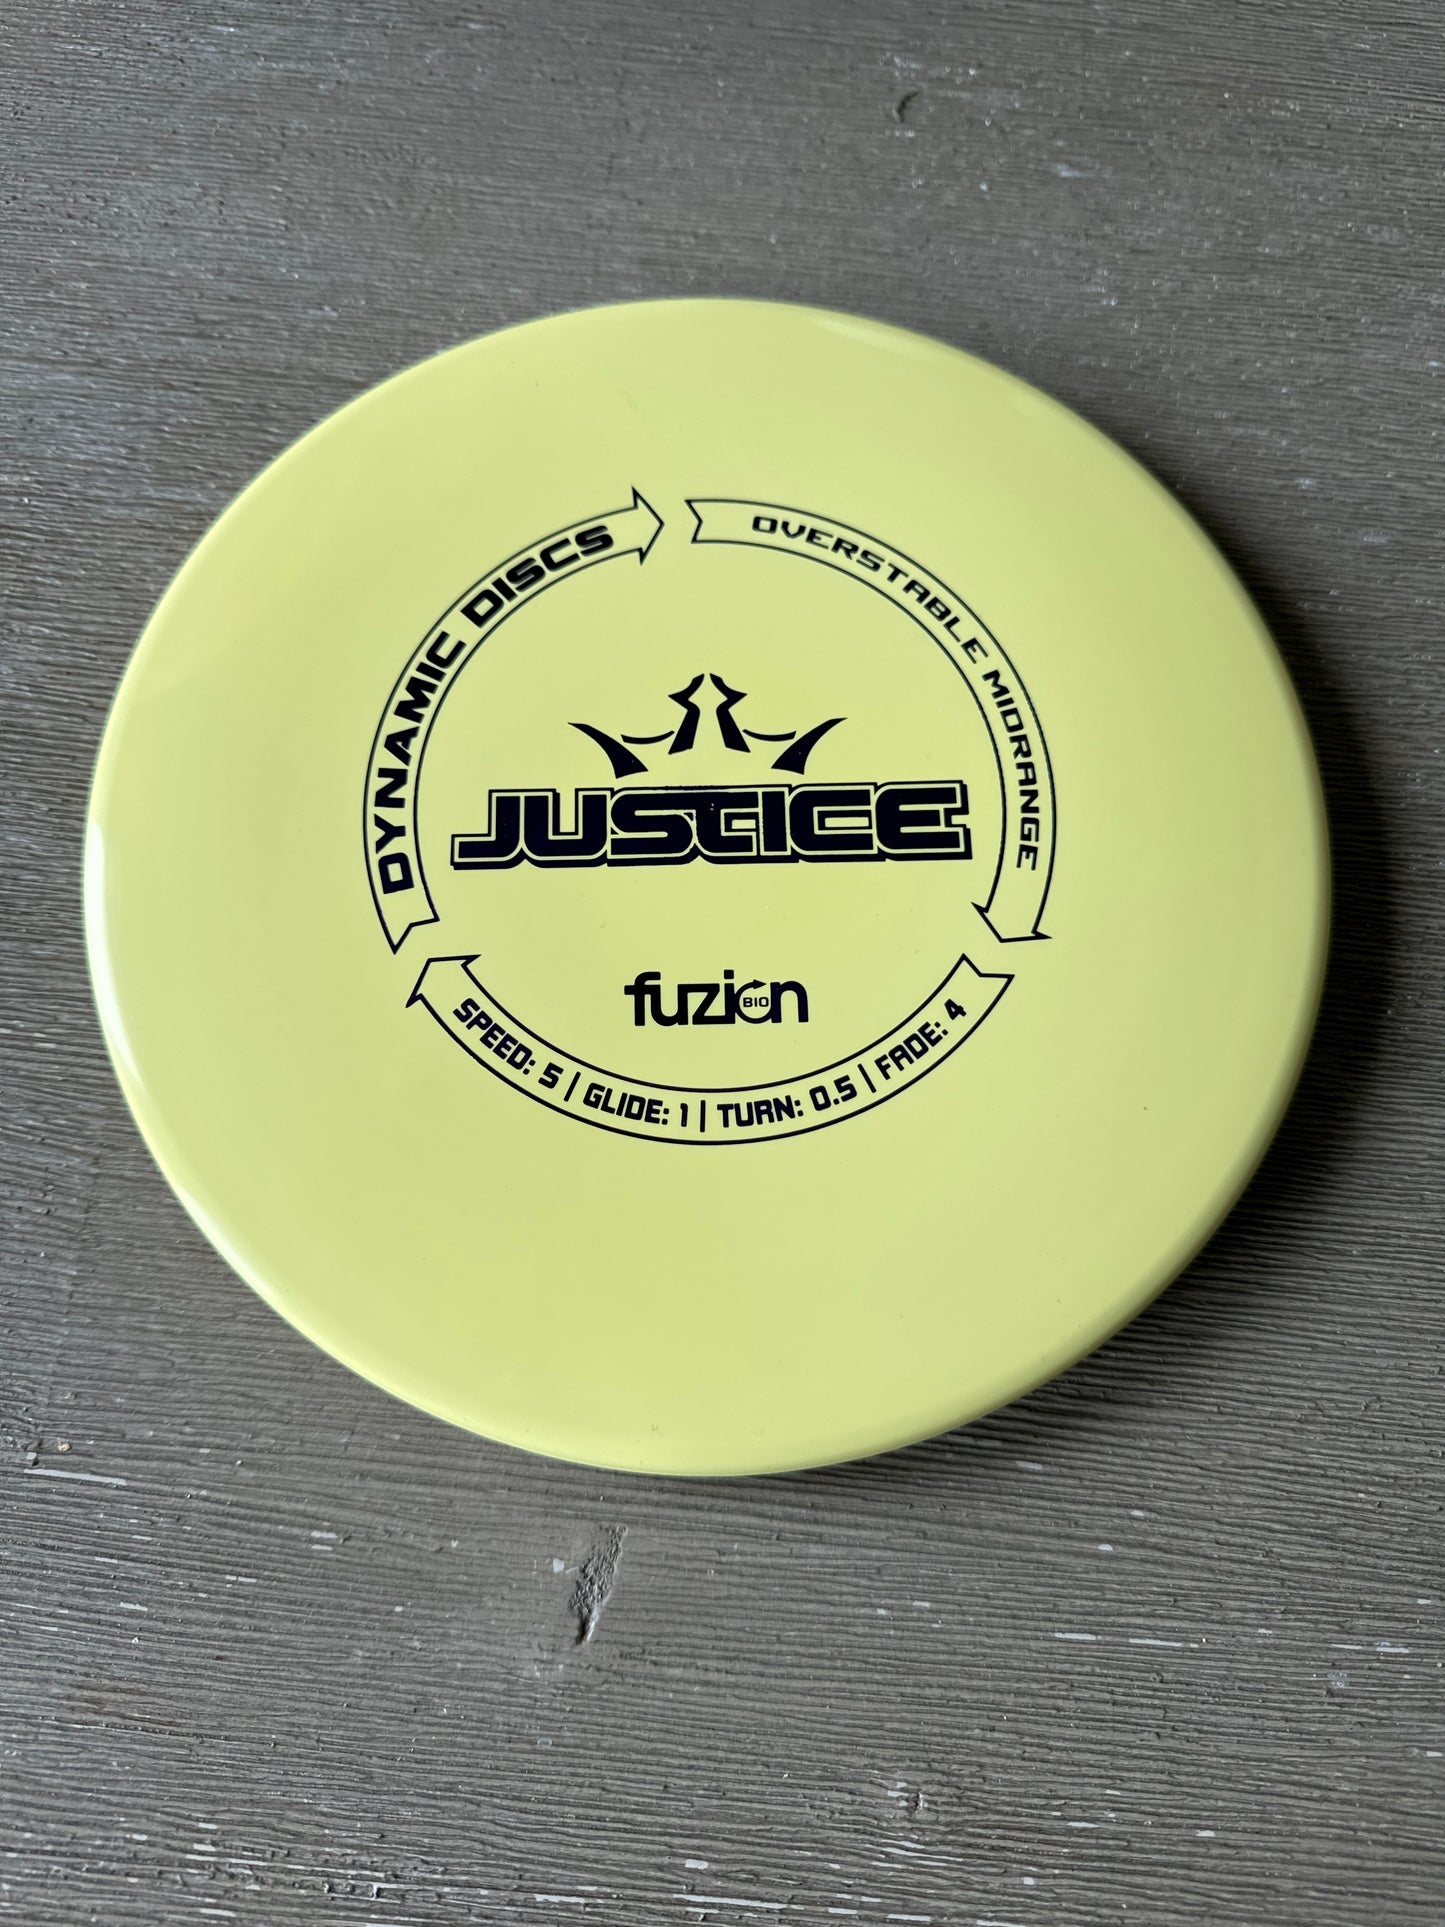 DYNAMIC DISCS
OVERSTABLE MIDRANGE
JUSTICE
fuzion
BIO
SPEED: 5 | GLIDE: 1 | TURN: 0.5 | FADE: 4